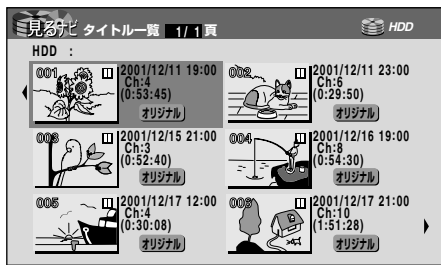 見るナビ タイトル一覧 1/1頁 HDD
HDD :
001 2001/12/11 19:00
Ch:4
(0:53:45)
オリジナル
002 2001/12/11 23:00
Ch:6
(0:29:50)
オリジナル
003 2001/12/15 21:00
Ch:3
(0:52:40)
オリジナル
004 2001/12/16 19:00
Ch:8
(0:54:30)
オリジナル
005 2001/12/17 12:00
Ch:4
(0:30:08)
オリジナル
006 2001/12/17 21:00
Ch:10
(1:51:28)
オリジナル